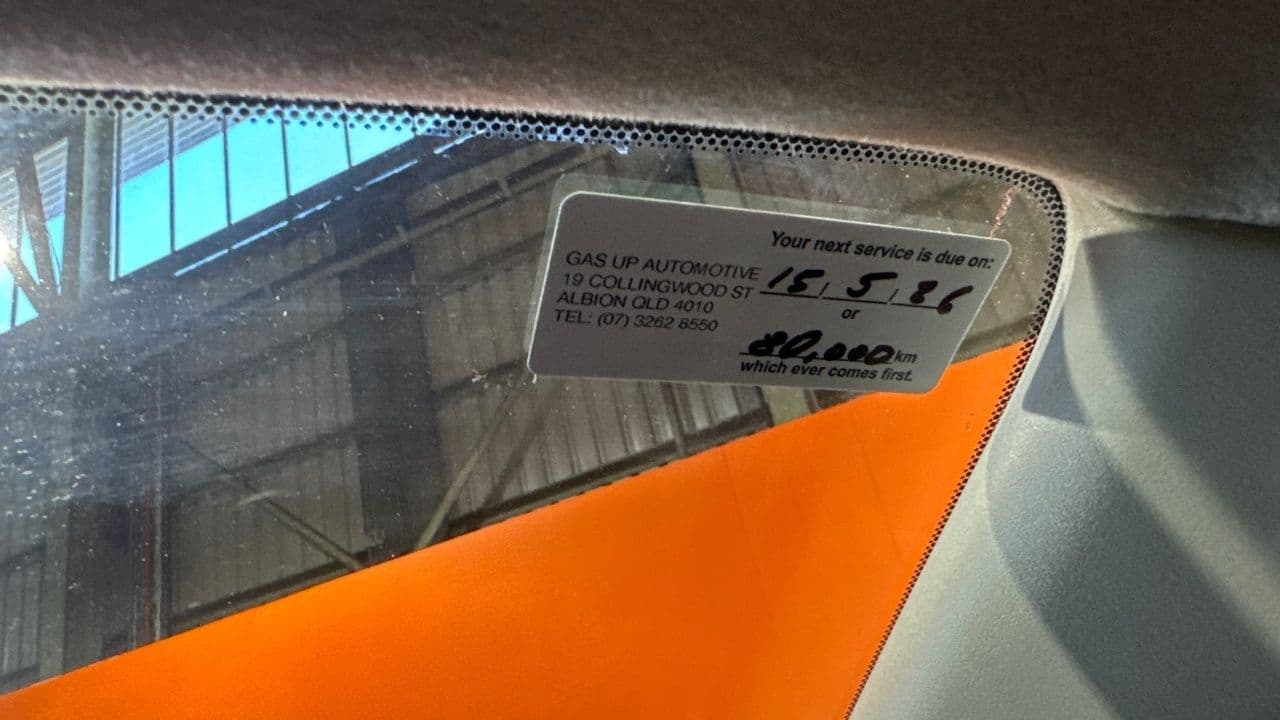 GAS UP AUTOMOTIVE
19 COLLINGWOOD ST
ALBION QLD 4010
TEL: (07) 3262 8550
Your next service is due on:
15/5/26
or
80,000 km
which ever comes first.